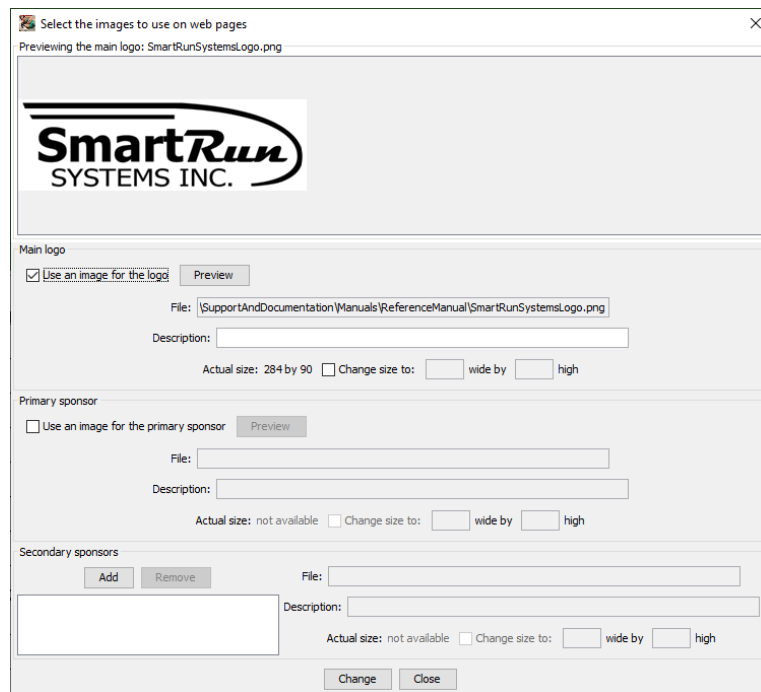 Select the images to use on web pages
Previewing the main logo: SmartRunSystemsLogo.png
SmartRun
SYSTEMS INC.
Main logo
Use an image for the logo Preview
File: \SupportAndDocumentation\Manuals\ReferenceManual\SmartRunSystemsLogo.png
Description:
Actual size: 284 by 90 Change size to: wide by high
Primary sponsor
Use an image for the primary sponsor Preview
File:
Description:
Actual size: not available Change size to: wide by high
Secondary sponsors
Add Remove File:
Description:
Actual size: not available Change size to: wide by high
Change Close